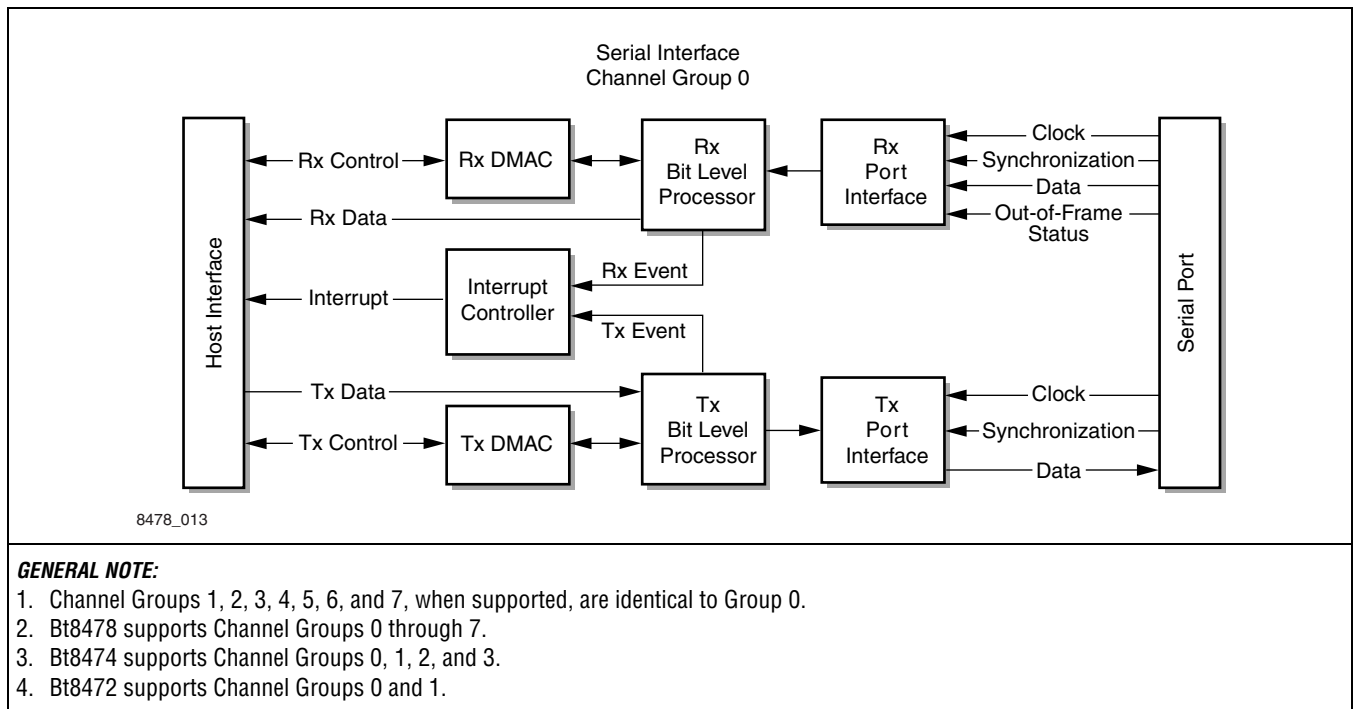 Serial Interface
Channel Group 0
Host Interface
Rx Control
Rx DMAC
Rx
Bit Level
Processor
Rx
Port
Interface
Clock
Synchronization
Data
Out-of-Frame
Status
Serial Port
Rx Data
Rx Event
Interrupt
Interrupt
Controller
Tx Event
Tx Data
Tx Control
Tx DMAC
Tx
Bit Level
Processor
Tx
Port
Interface
Clock
Synchronization
Data
8478_013
GENERAL NOTE:
1. Channel Groups 1, 2, 3, 4, 5, 6, and 7, when supported, are identical to Group 0.
2. Bt8478 supports Channel Groups 0 through 7.
3. Bt8474 supports Channel Groups 0, 1, 2, and 3.
4. Bt8472 supports Channel Groups 0 and 1.